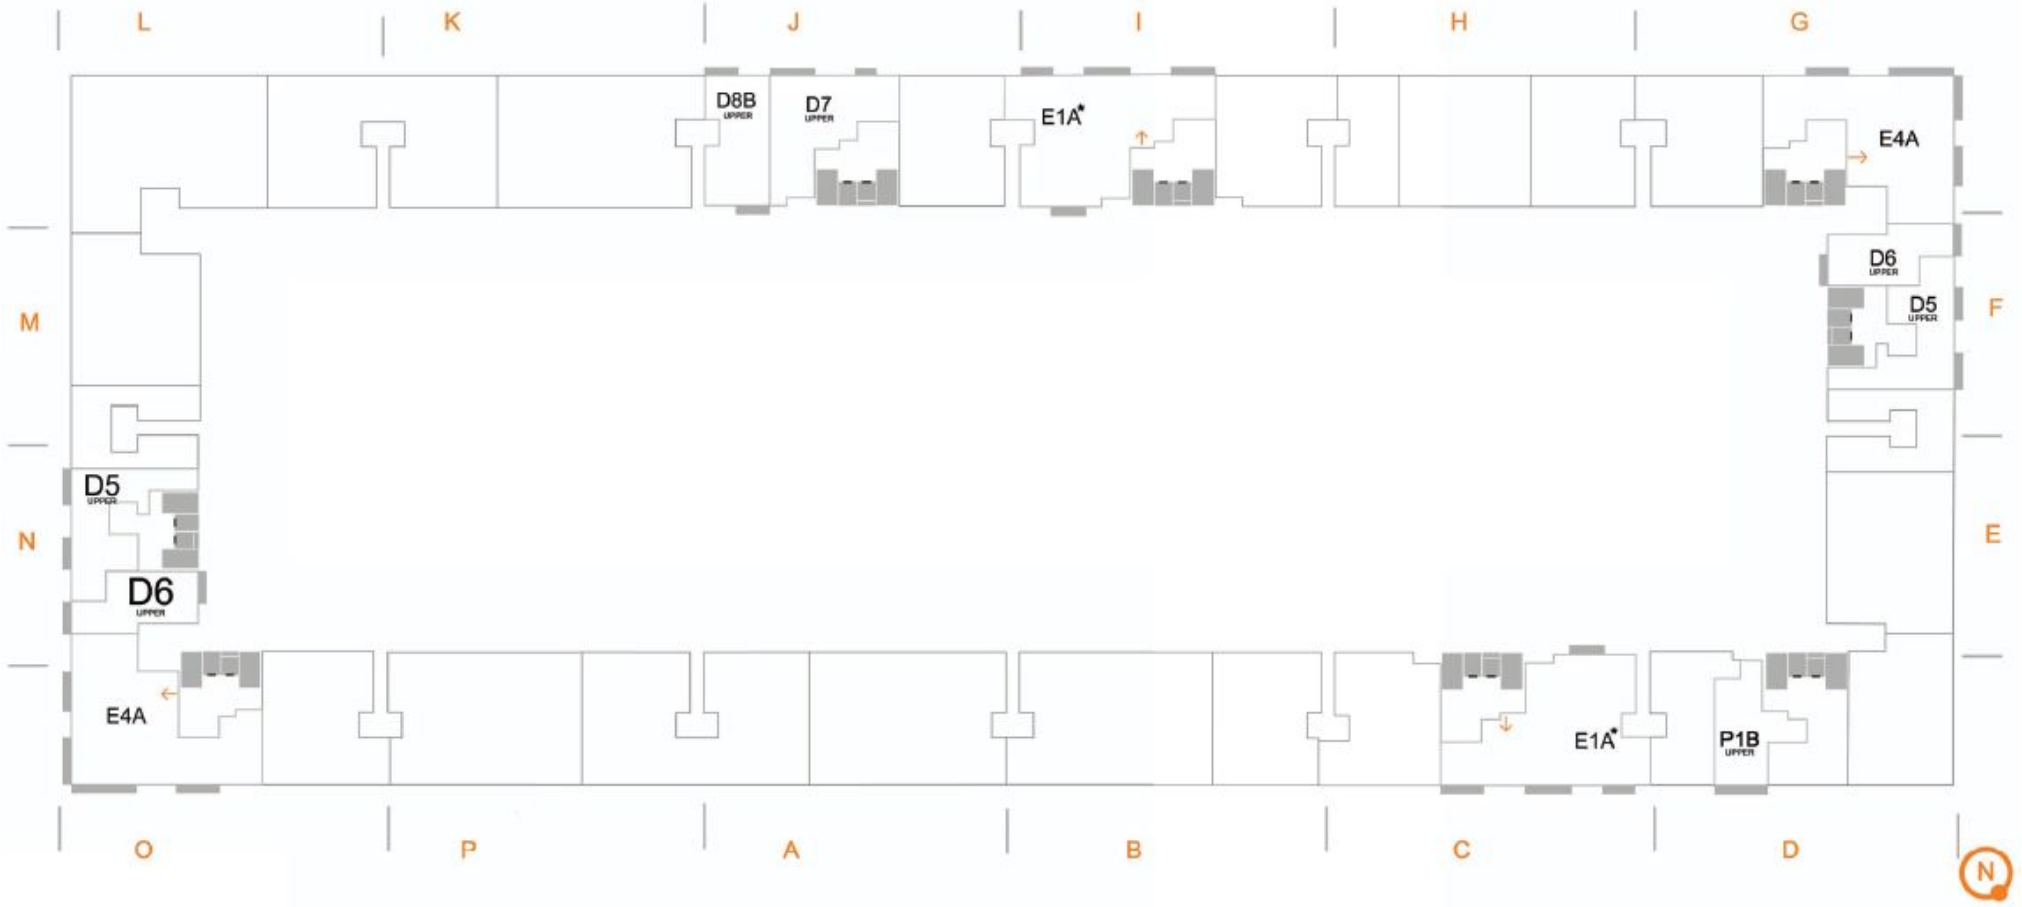 L K J I H G
D8B
UPPER
D7
UPPER
E1A*
E4A
M
D6
UPPER
D5
UPPER
F
D5
UPPER
N
E
D6
UPPER
E4A
E1A*
P1B
UPPER
O P A B C D
N